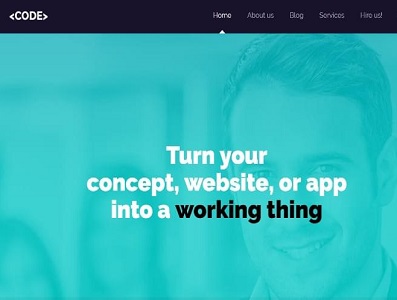 <CODE>
Home About us Blog Services Hire us!
Turn your
concept, website, or app
into a working thing